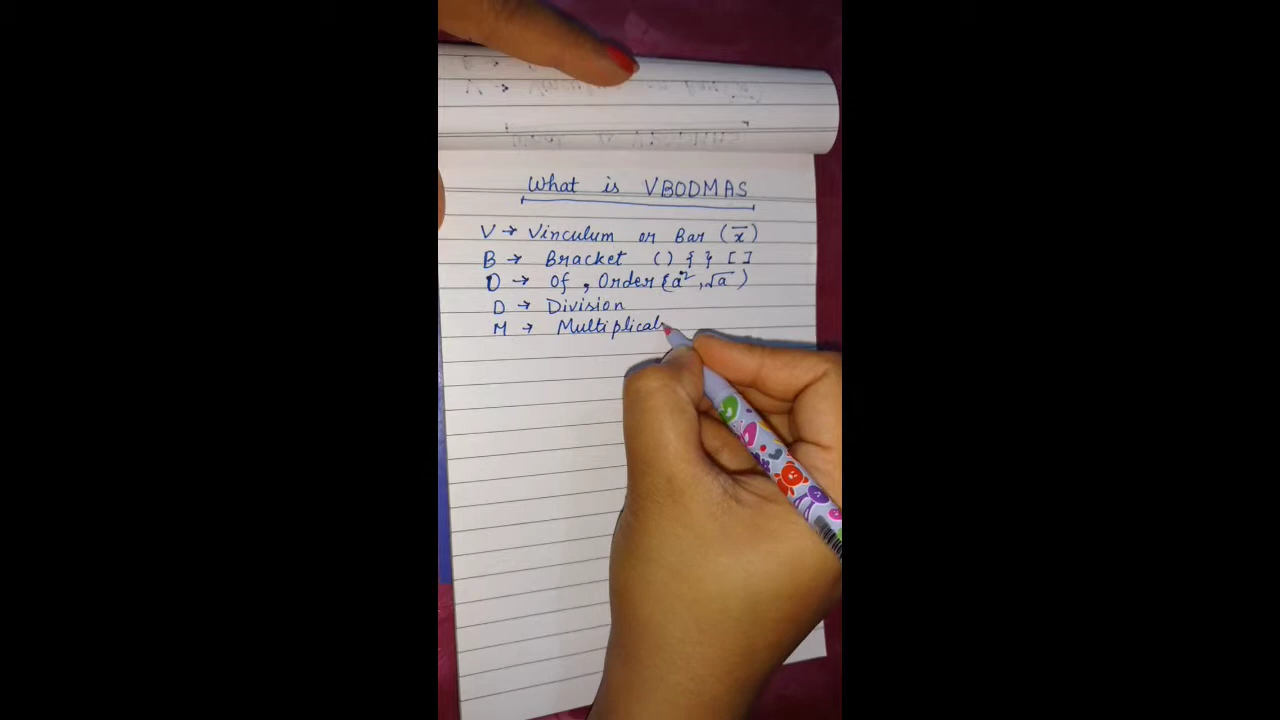 What is VBODMAS
V → Vinculum or Bar (x̅)
B → Bracket () { } []
O → Of, Order {a², √a)
D → Division
M → Multiplicat